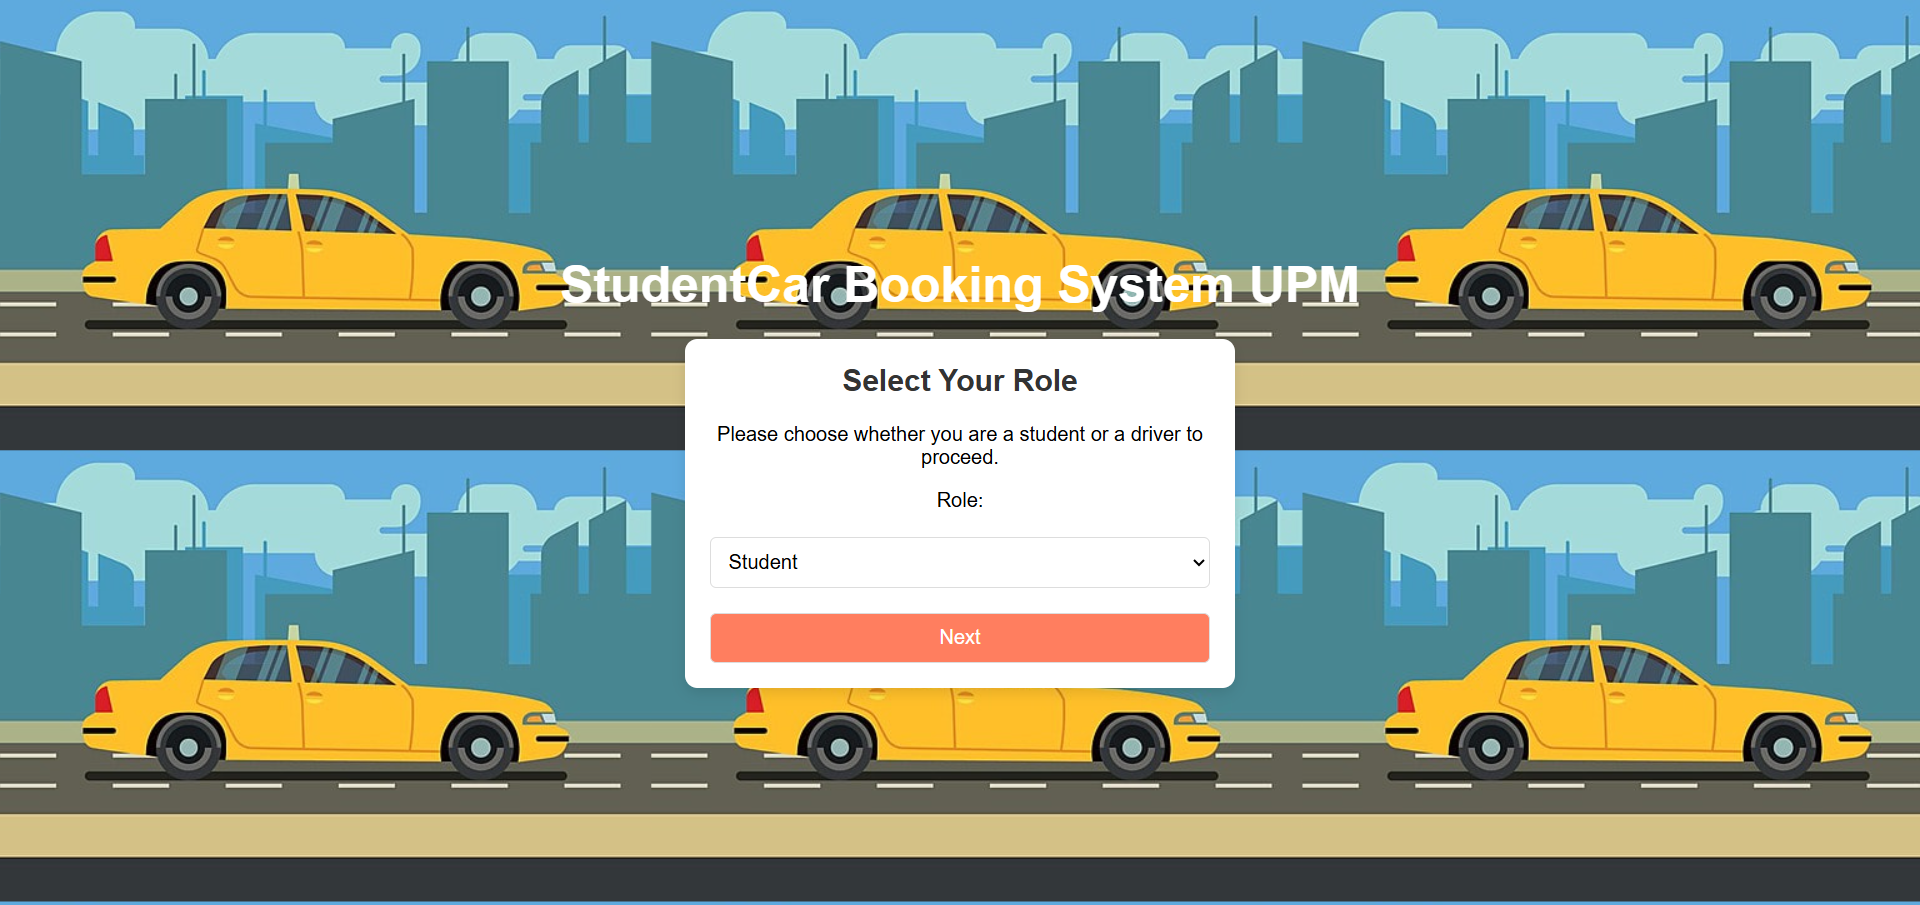 StudentCar Booking System UPM
Select Your Role
Please choose whether you are a student or a driver to
proceed.
Role:
Student
Next